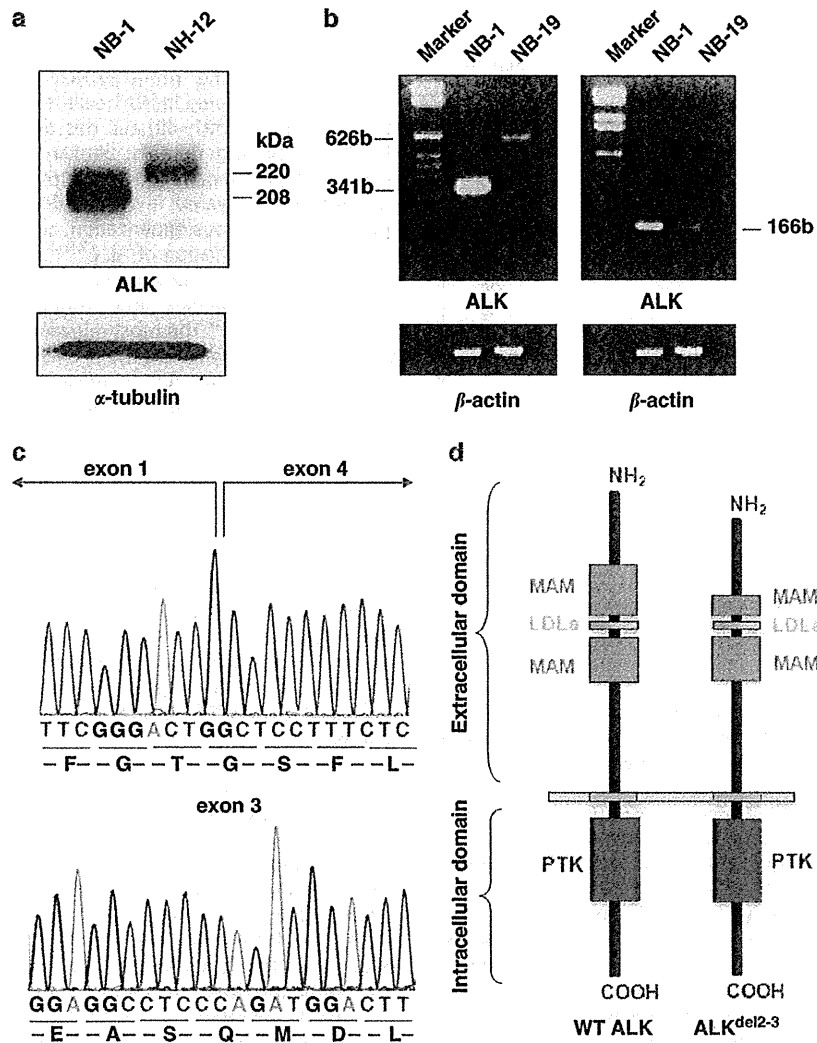 a
NB-1
NH-12
kDa
220
208
ALK
α-tubulin
b
Marker
NB-1
NB-19
626b
341b
ALK
β-actin
Marker
NB-1
NB-19
166b
ALK
β-actin
c
exon 1
exon 4
TTCGGGACTGGCTCCTTTCTC
–F––G––T––G––S––F––L–
exon 3
GGAGGCCTCCCAGATGGACTT
–E––A––S––Q––M––D––L–
d
Extracellular domain
Intracellular domain
NH2
MAM
LDLa
MAM
PTK
COOH
WT ALK
NH2
MAM
LDLa
MAM
PTK
COOH
ALKdel2-3